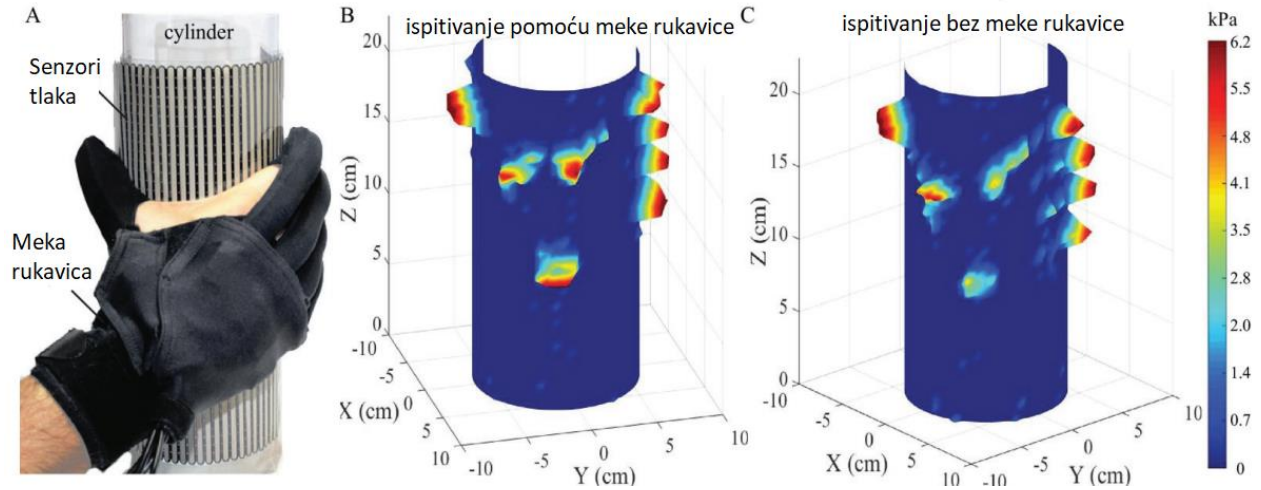 A
cylinder
Senzori
tlaka
Meka
rukavica
B
ispitivanje pomoću meke rukavice
20
15
10
5
0
Z (cm)
-10
-5
0
5
10
X (cm)
-10
-5
0
5
10
Y (cm)
C
ispitivanje bez meke rukavice
20
15
10
5
0
Z (cm)
-10
-5
0
5
10
X (cm)
-10
-5
0
5
10
Y (cm)
kPa
6.2
5.5
4.8
4.1
3.4
2.8
2.0
1.4
0.7
0